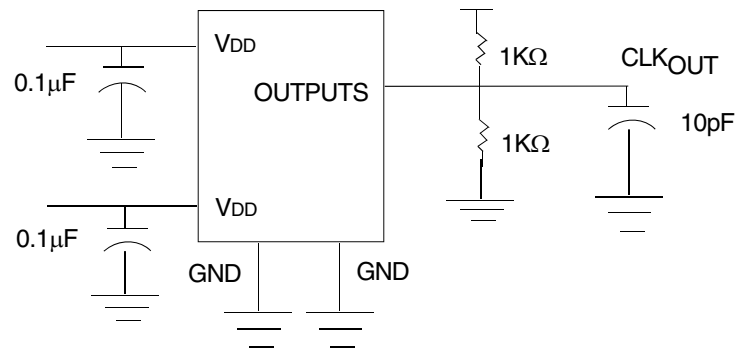 VDD
1KΩ
CLKOUT
0.1μF
OUTPUTS
10pF
1KΩ
VDD
0.1μF
GND
GND